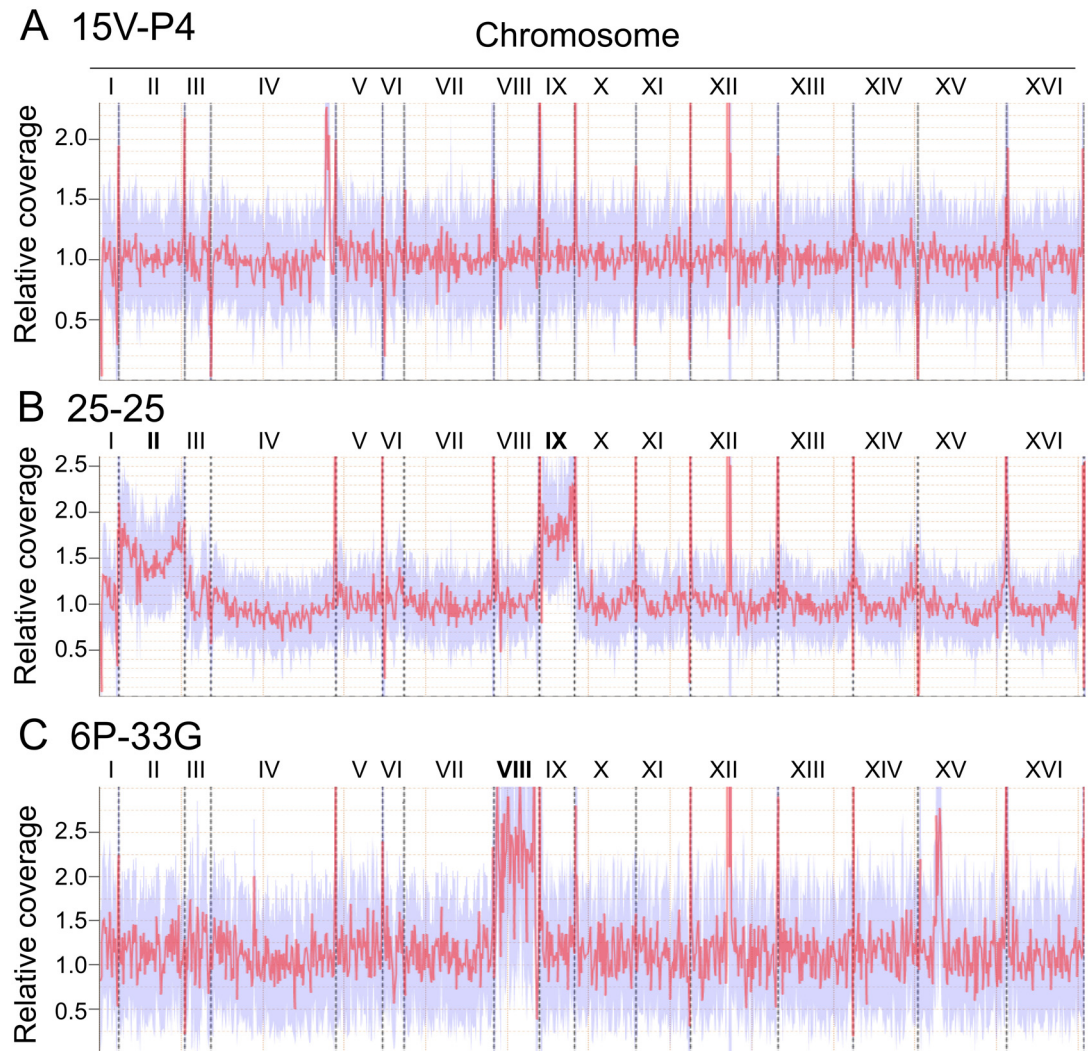 A 15V-P4
Chromosome
I II III IV V VI VII VIII IX X XI XII XIII XIV XV XVI
Relative coverage
2.0
1.5
1.0
0.5
B 25-25
I II III IV V VI VII VIII IX X XI XII XIII XIV XV XVI
Relative coverage
2.5
2.0
1.5
1.0
0.5
C 6P-33G
I II III IV V VI VII VIII IX X XI XII XIII XIV XV XVI
Relative coverage
2.5
2.0
1.5
1.0
0.5